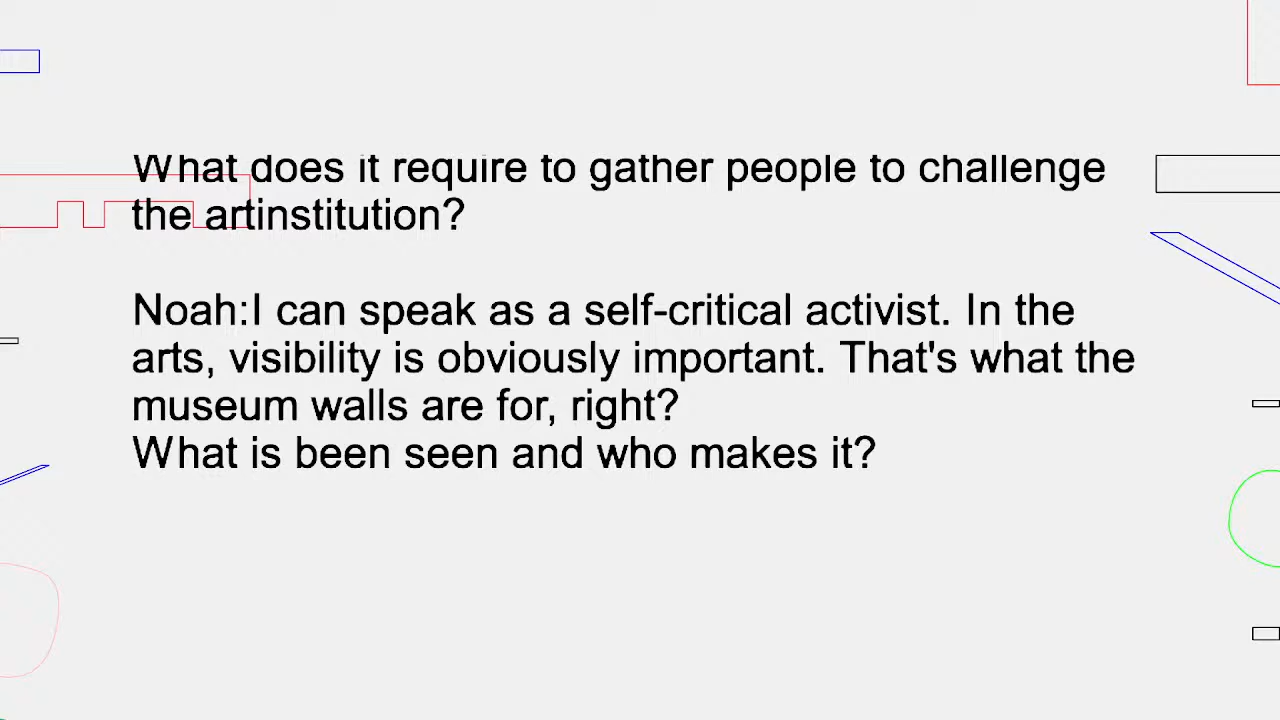 What does it require to gather people to challenge
the artinstitution?
Noah:I can speak as a self-critical activist. In the
arts, visibility is obviously important. That's what the
museum walls are for, right?
What is been seen and who makes it?